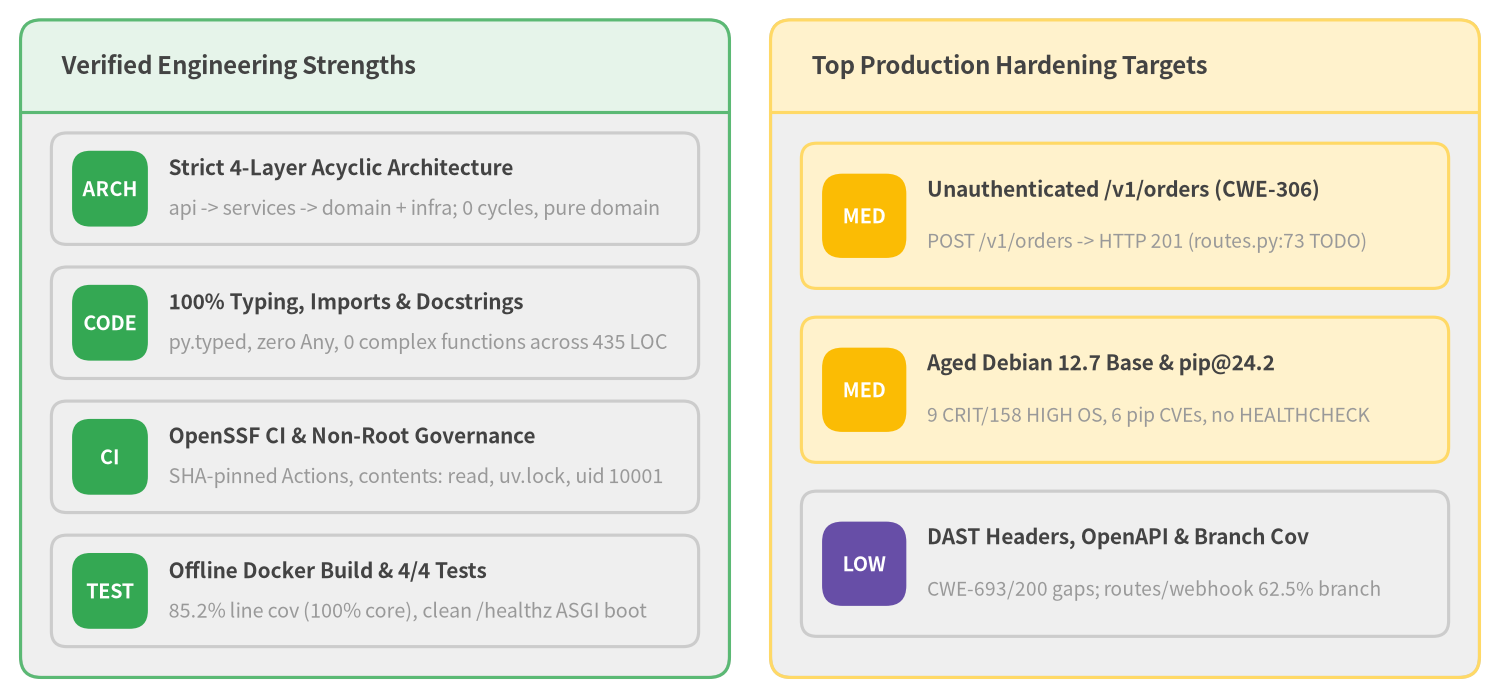 Verified Engineering Strengths
ARCH
Strict 4-Layer Acyclic Architecture
api -> services -> domain + infra; 0 cycles, pure domain
CODE
100% Typing, Imports & Docstrings
py.typed, zero Any, 0 complex functions across 435 LOC
CI
OpenSSF CI & Non-Root Governance
SHA-pinned Actions, contents: read, uv.lock, uid 10001
TEST
Offline Docker Build & 4/4 Tests
85.2% line cov (100% core), clean /healthz ASGI boot
Top Production Hardening Targets
MED
Unauthenticated /v1/orders (CWE-306)
POST /v1/orders -> HTTP 201 (routes.py:73 TODO)
MED
Aged Debian 12.7 Base & pip@24.2
9 CRIT/158 HIGH OS, 6 pip CVEs, no HEALTHCHECK
LOW
DAST Headers, OpenAPI & Branch Cov
CWE-693/200 gaps; routes/webhook 62.5% branch